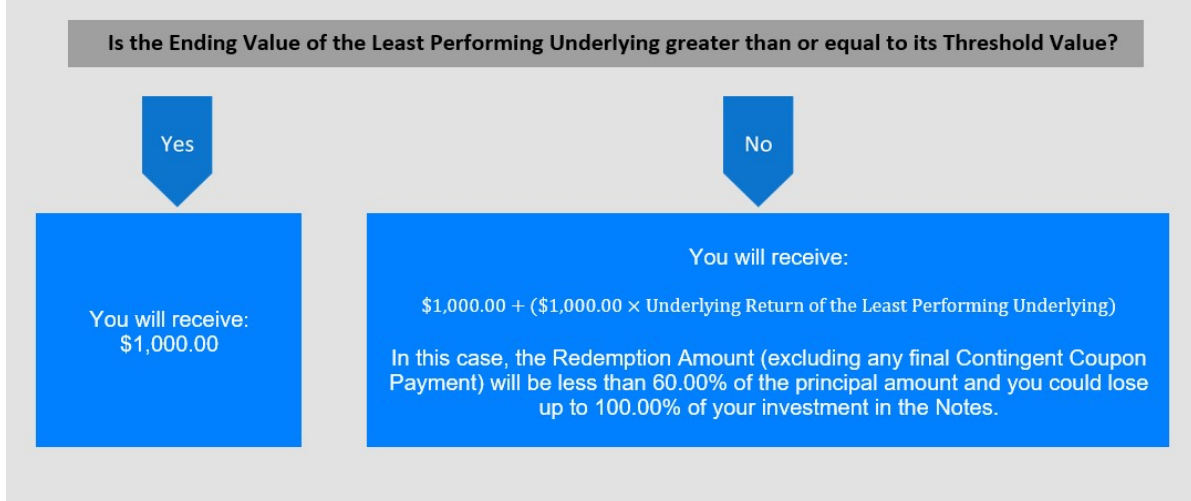 Is the Ending Value of the Least Performing Underlying greater than or equal to its Threshold Value?
Yes
No
You will receive:
$1,000.00
You will receive:
$1,000.00 + ($1,000.00 × Underlying Return of the Least Performing Underlying)
In this case, the Redemption Amount (excluding any final Contingent Coupon
Payment) will be less than 60.00% of the principal amount and you could lose
up to 100.00% of your investment in the Notes.